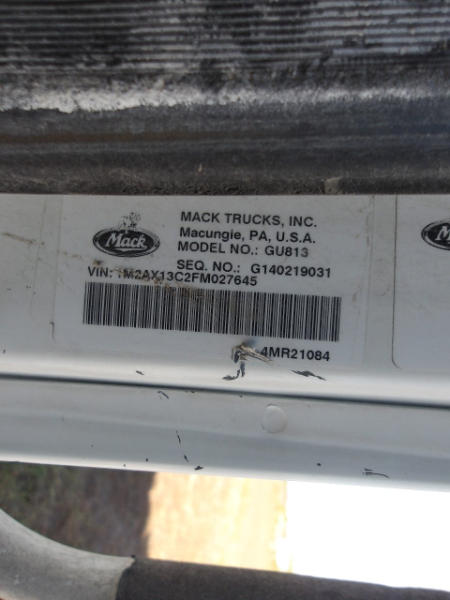 Mack
MACK TRUCKS, INC.
Macungie, PA, U.S.A.
MODEL NO.: GU813
SEQ. NO.: G140219031
VIN: 1M2AX13C2FM027645
4MR21084